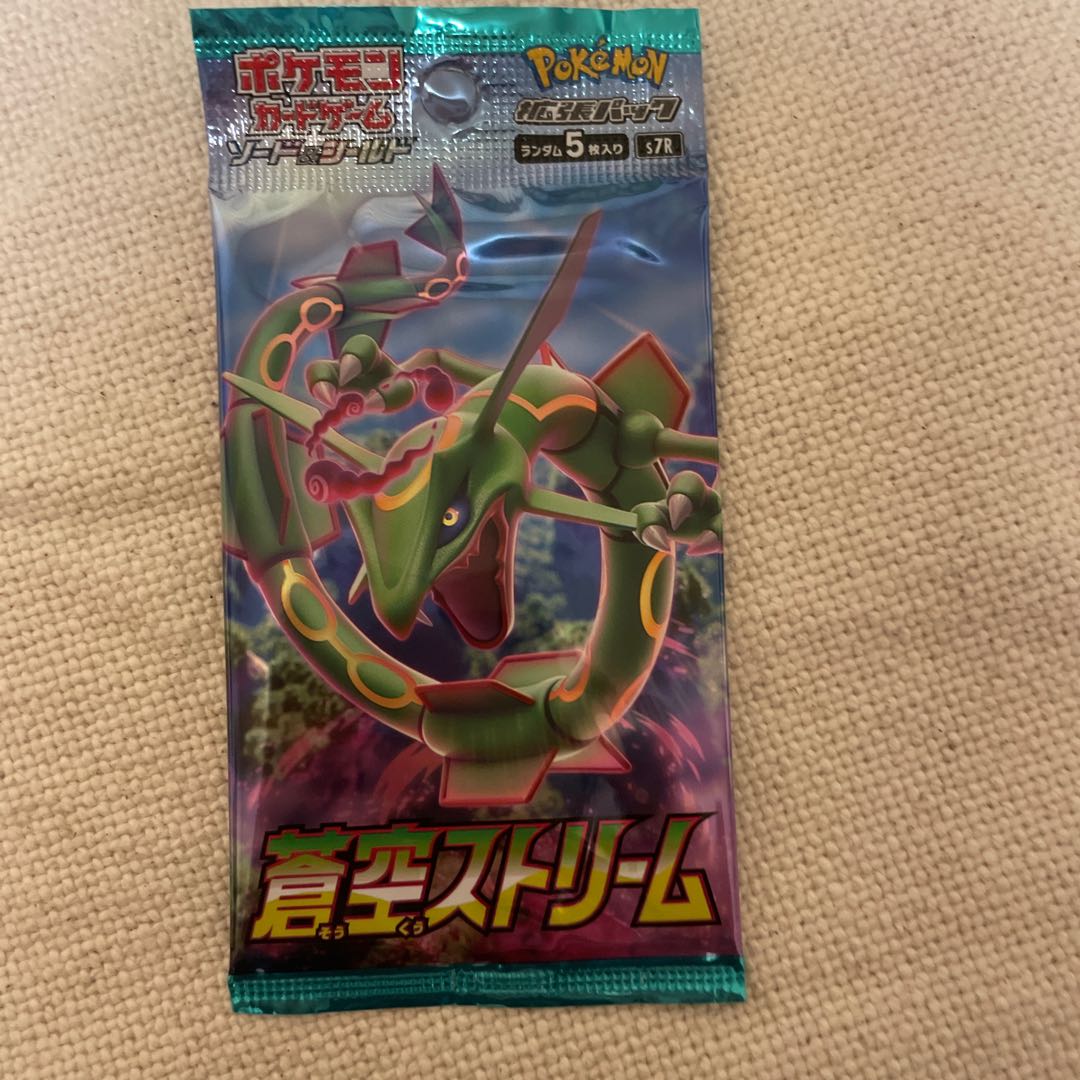 ポケモン
カードゲーム
ソード&シールド
POKéMON
拡張パック
ランダム5枚入り s7R
蒼空ストリーム
そう くう